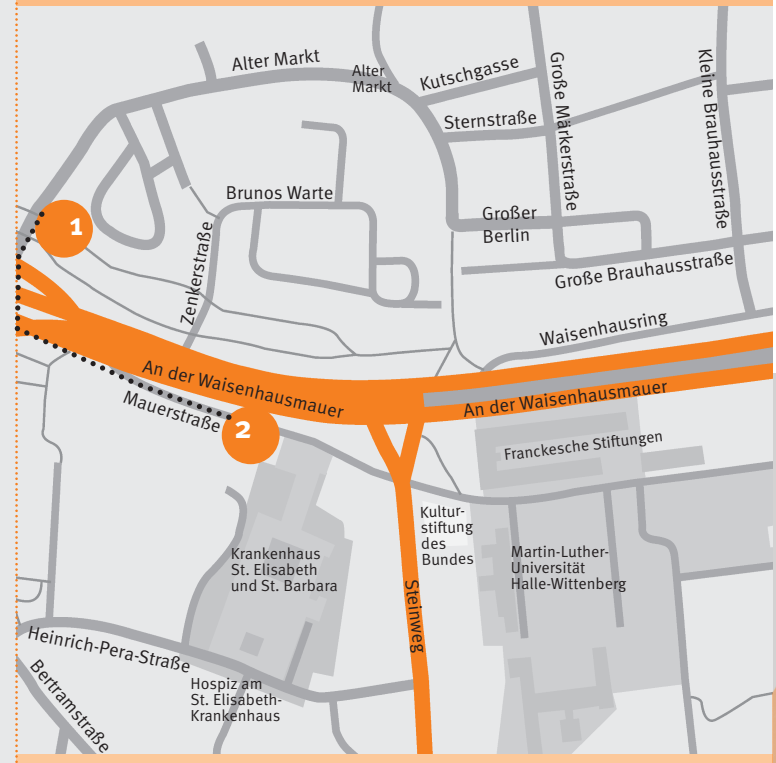 Alter Markt
Alter
Markt
Kutschgasse
Sternstraße
Große Märkerstraße
Kleine Brauhausstraße
Brunos Warte
1
Großer
Berlin
Zenkerstraße
Große Brauhausstraße
Waisenhausring
An der Waisenhausmauer
An der Waisenhausmauer
Mauerstraße
2
Franckesche Stiftungen
Kultur-
stiftung
des
Bundes
Krankenhaus
St. Elisabeth
und St. Barbara
Martin-Luther-
Universität
Halle-Wittenberg
Steinweg
Heinrich-Pera-Straße
Bertramstraße
Hospiz am
St. Elisabeth-
Krankenhaus